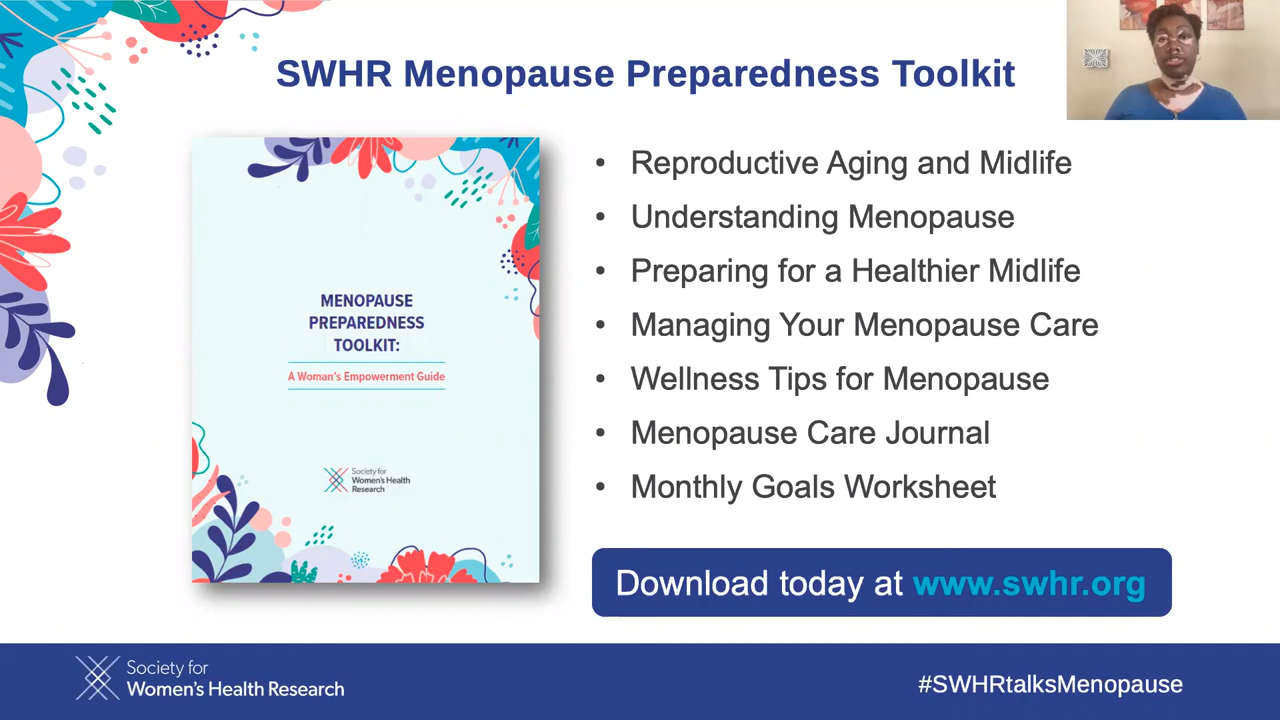 SWHR Menopause Preparedness Toolkit
MENOPAUSE
PREPAREDNESS
TOOLKIT:
A Woman's Empowerment Guide
Society for
Women's Health
Research
• Reproductive Aging and Midlife
• Understanding Menopause
• Preparing for a Healthier Midlife
• Managing Your Menopause Care
• Wellness Tips for Menopause
• Menopause Care Journal
• Monthly Goals Worksheet
Download today at www.swhr.org
Society for
Women's Health Research
#SWHRtalksMenopause